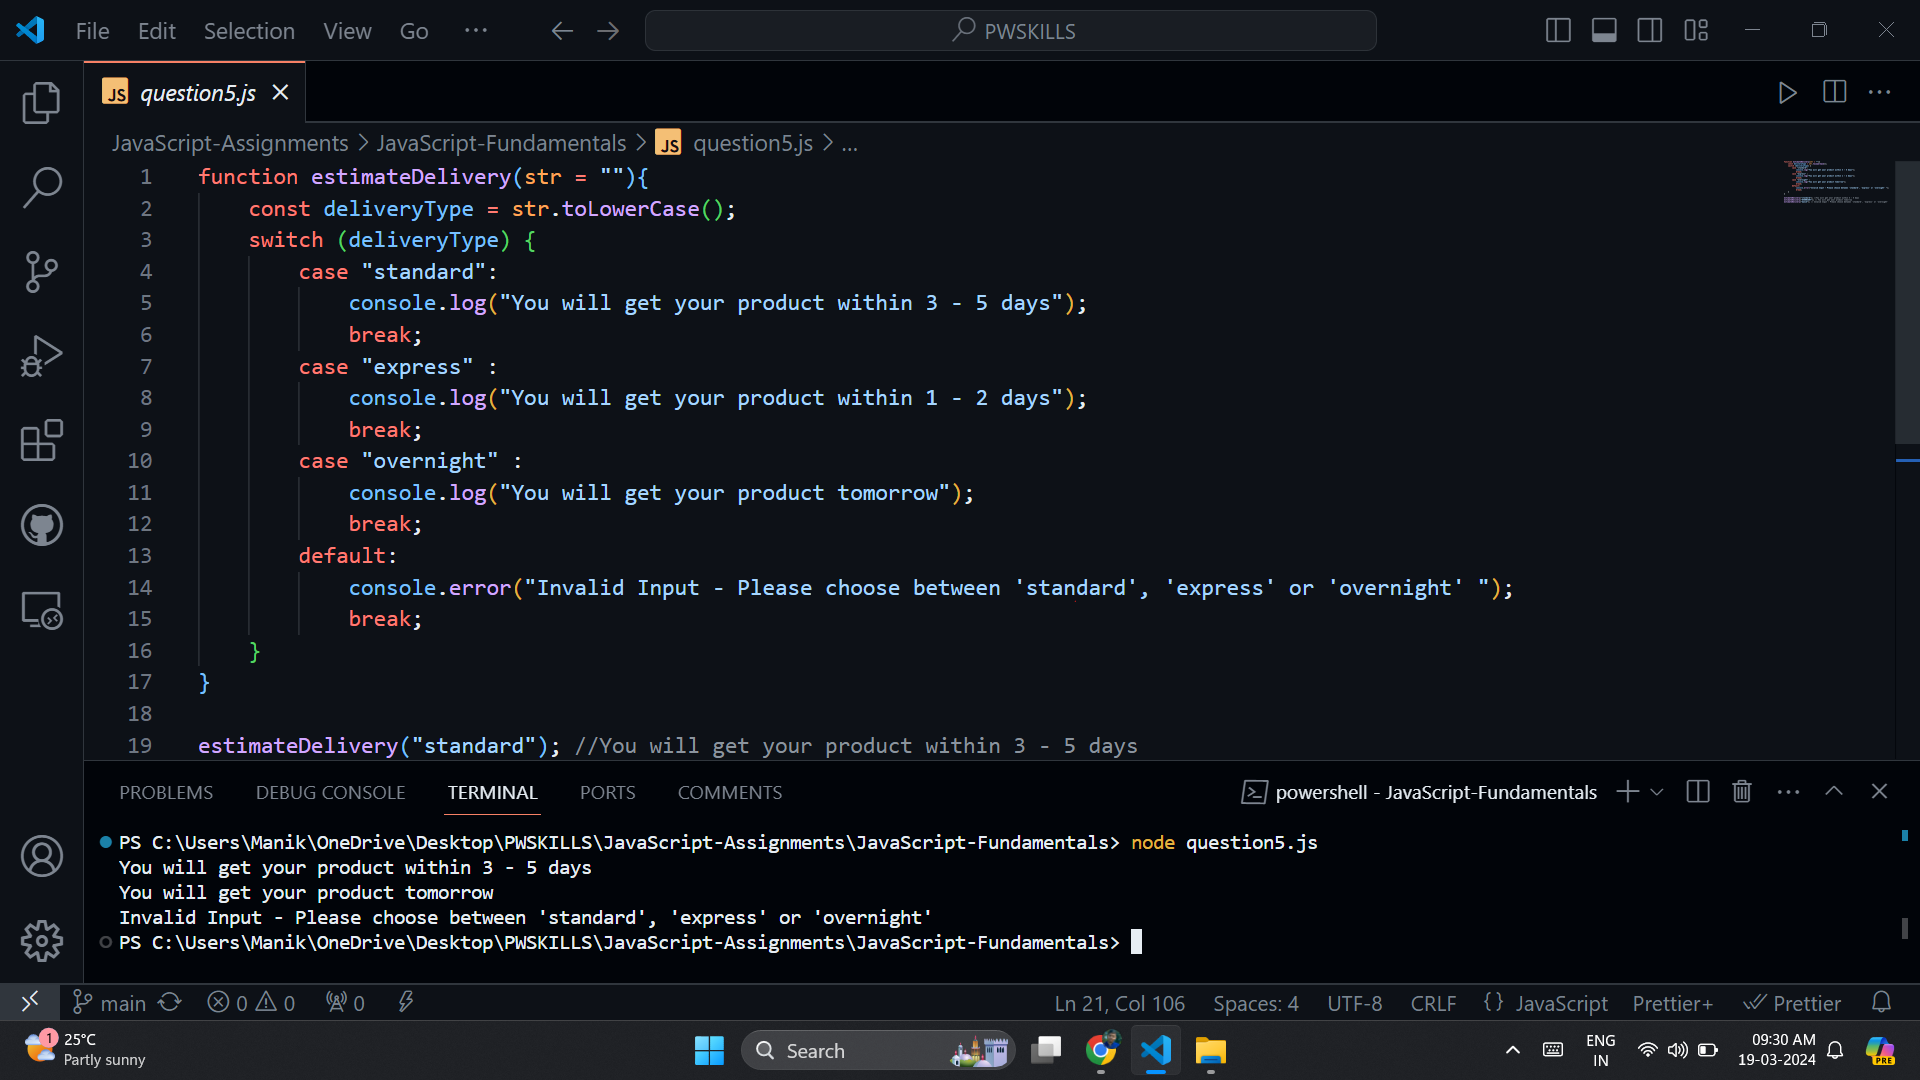 File Edit Selection View Go ··· PWSKILLS
JS question5.js
JavaScript-Assignments > JavaScript-Fundamentals > JS question5.js > ...
1 function estimateDelivery(str = ""){
2 const deliveryType = str.toLowerCase();
3 switch (deliveryType) {
4 case "standard":
5 console.log("You will get your product within 3 - 5 days");
6 break;
7 case "express" :
8 console.log("You will get your product within 1 - 2 days");
9 break;
10 case "overnight" :
11 console.log("You will get your product tomorrow");
12 break;
13 default:
14 console.error("Invalid Input - Please choose between 'standard', 'express' or 'overnight' ");
15 break;
16 }
17 }
18
19 estimateDelivery("standard"); //You will get your product within 3 - 5 days
PROBLEMS DEBUG CONSOLE TERMINAL PORTS COMMENTS powershell - JavaScript-Fundamentals
PS C:\Users\Manik\OneDrive\Desktop\PWSKILLS\JavaScript-Assignments\JavaScript-Fundamentals> node question5.js
You will get your product within 3 - 5 days
You will get your product tomorrow
Invalid Input - Please choose between 'standard', 'express' or 'overnight'
PS C:\Users\Manik\OneDrive\Desktop\PWSKILLS\JavaScript-Assignments\JavaScript-Fundamentals>
main 0 0 0 Ln 21, Col 106 Spaces: 4 UTF-8 CRLF {} JavaScript Prettier+ Prettier
1 25°C
Partly sunny
Search
PRE
ENG
IN
09:30 AM
19-03-2024